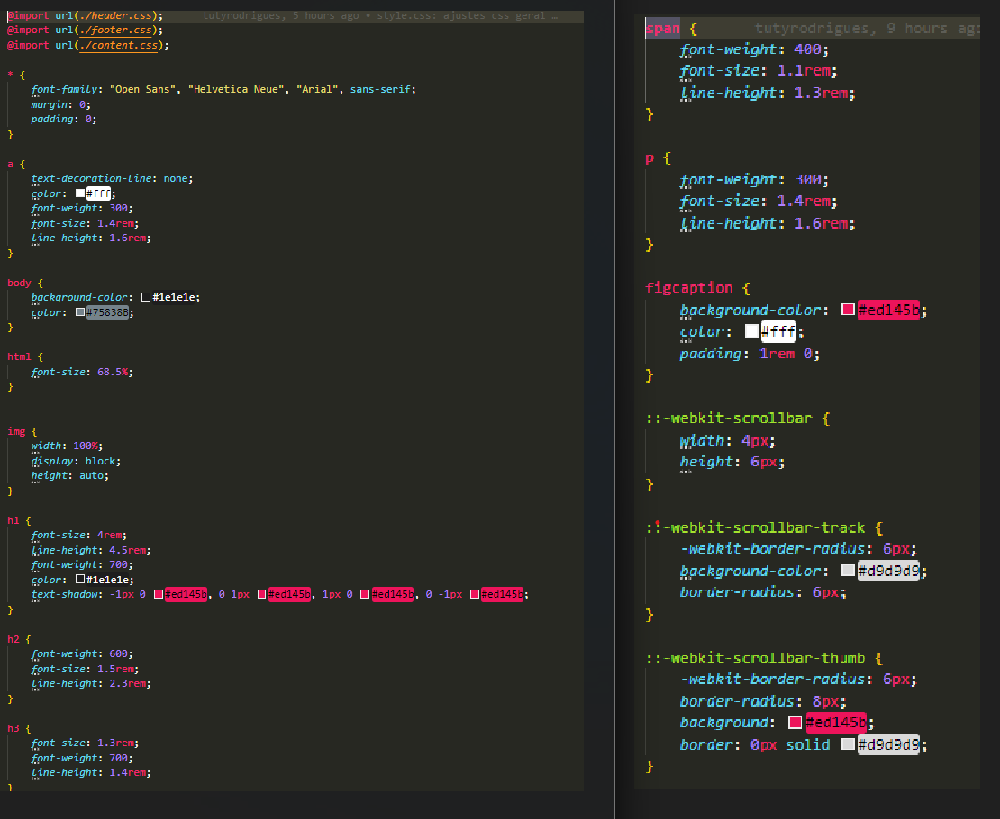 @import url(./header.css);    tutyrodrigues, 5 hours ago • style.css: ajustes css geral …
@import url(./footer.css);
@import url(./content.css);
* {
font-family: "Open Sans", "Helvetica Neue", "Arial", sans-serif;
margin: 0;
padding: 0;
}
a {
text-decoration-line: none;
color: #fff;
font-weight: 300;
font-size: 1.4rem;
line-height: 1.6rem;
}
body {
background-color: #1e1e1e;
color: #75838B;
}
html {
font-size: 68.5%;
}
img {
width: 100%;
display: block;
height: auto;
}
h1 {
font-size: 4rem;
line-height: 4.5rem;
font-weight: 700;
color: #1e1e1e;
text-shadow: -1px 0 #ed145b, 0 1px #ed145b, 1px 0 #ed145b, 0 -1px #ed145b;
}
h2 {
font-weight: 600;
font-size: 1.5rem;
line-height: 2.3rem;
}
h3 {
font-size: 1.3rem;
font-weight: 700;
line-height: 1.4rem;
}
span {    tutyrodrigues, 9 hours ago
font-weight: 400;
font-size: 1.1rem;
line-height: 1.3rem;
}
p {
font-weight: 300;
font-size: 1.4rem;
line-height: 1.6rem;
}
figcaption {
background-color: #ed145b;
color: #fff;
padding: 1rem 0;
}
::-webkit-scrollbar {
width: 4px;
height: 6px;
}
::-webkit-scrollbar-track {
-webkit-border-radius: 6px;
background-color: #d9d9d9;
border-radius: 6px;
}
::-webkit-scrollbar-thumb {
-webkit-border-radius: 6px;
border-radius: 8px;
background: #ed145b;
border: 0px solid #d9d9d9;
}